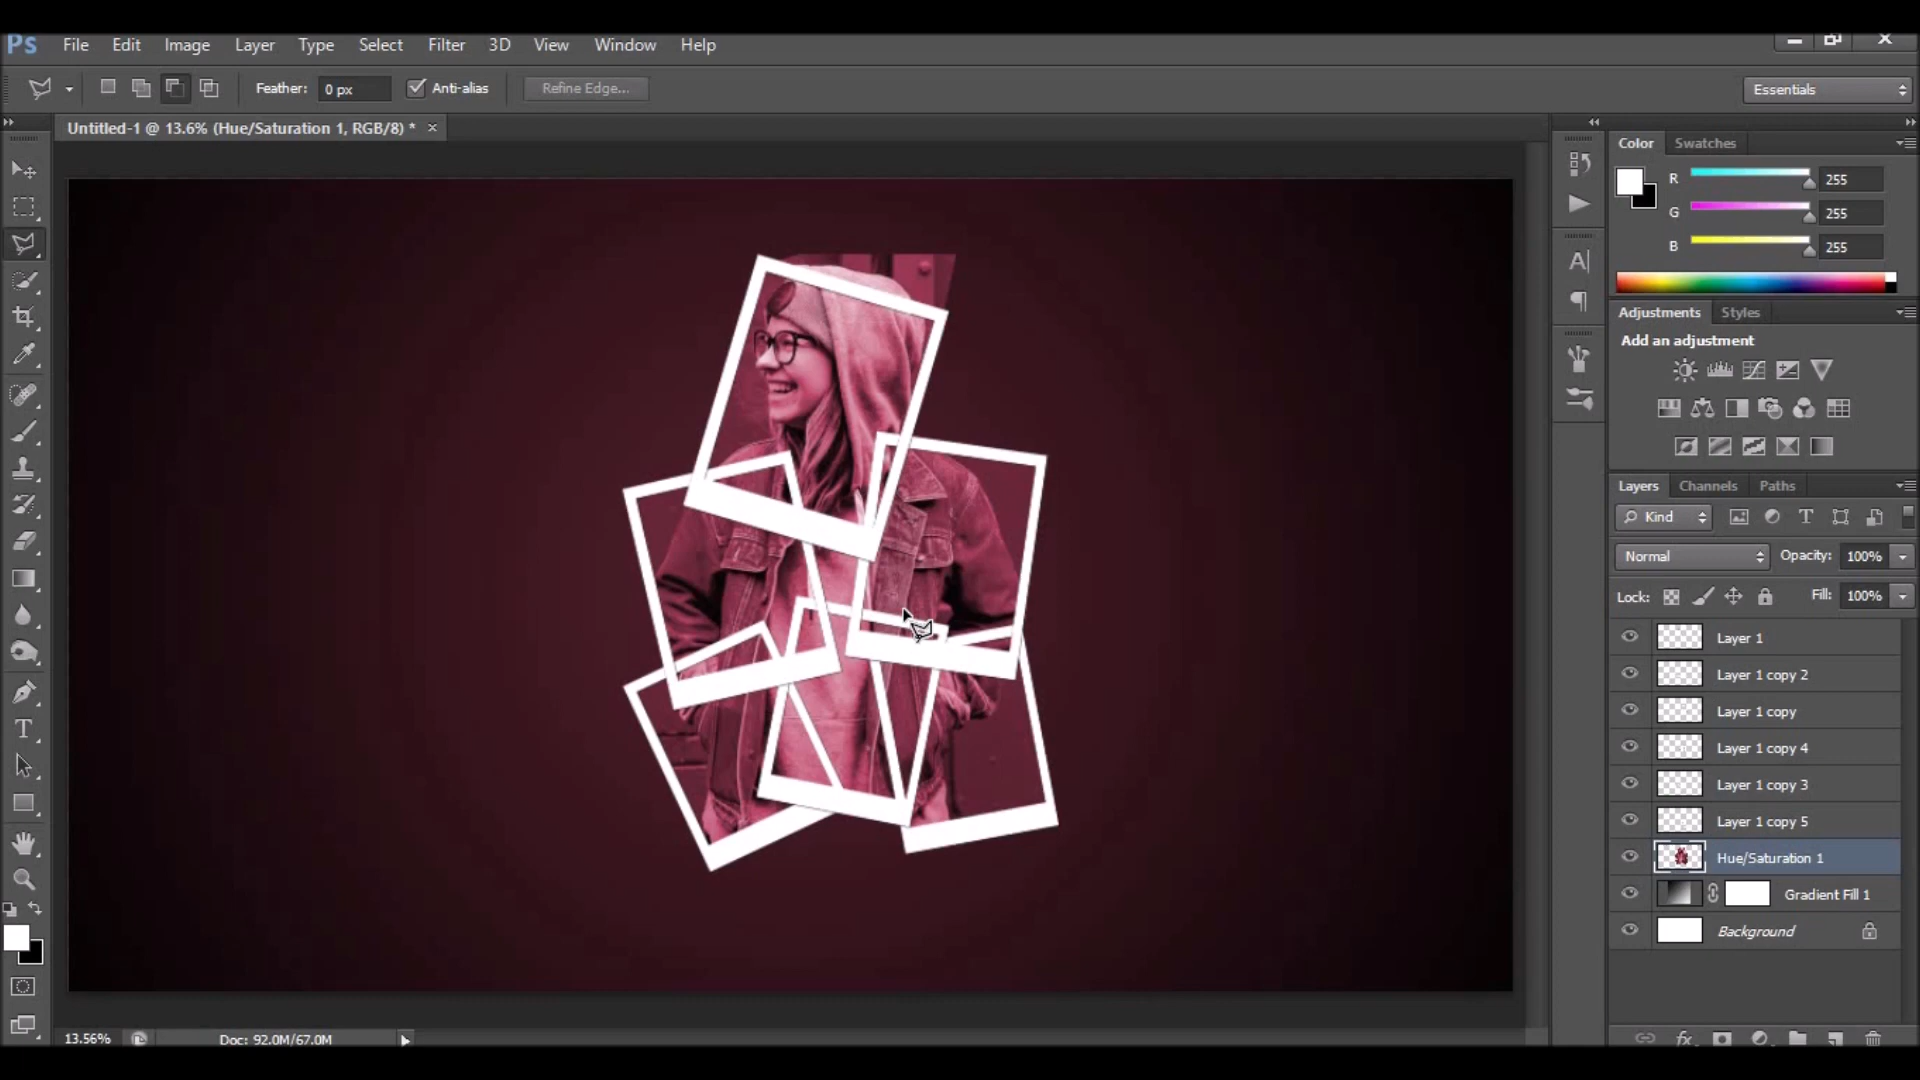 Ps File Edit Image Layer Type Select Filter 3D View Window Help
Feather: 0 px Anti-alias Refine Edge... Essentials
Untitled-1 @ 13.6% (Hue/Saturation 1, RGB/8) * ×
Color Swatches
R 255
G 255
B 255
Adjustments Styles
Add an adjustment
Layers Channels Paths
Kind
Normal Opacity: 100%
Lock: Fill: 100%
Layer 1
Layer 1 copy 2
Layer 1 copy
Layer 1 copy 4
Layer 1 copy 3
Layer 1 copy 5
Hue/Saturation 1
Gradient Fill 1
Background
13.56% Doc: 92.0M/67.0M